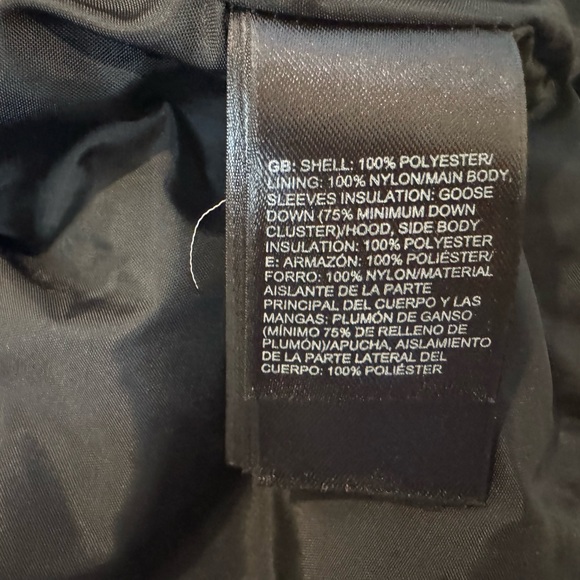 GB: SHELL: 100% POLYESTER/
LINING: 100% NYLON/MAIN BODY,
SLEEVES INSULATION: GOOSE
DOWN (75% MINIMUM DOWN
CLUSTER)/HOOD, SIDE BODY
INSULATION: 100% POLYESTER
E: ARMAZÓN: 100% POLIÉSTER/
FORRO: 100% NYLON/MATERIAL
AISLANTE DE LA PARTE
PRINCIPAL DEL CUERPO Y LAS
MANGAS: PLUMÓN DE GANSO
(MÍNIMO 75% DE RELLENO DE
PLUMÓN)/APUCHA, AISLAMIENTO
DE LA PARTE LATERAL DEL
CUERPO: 100% POLIÉSTER